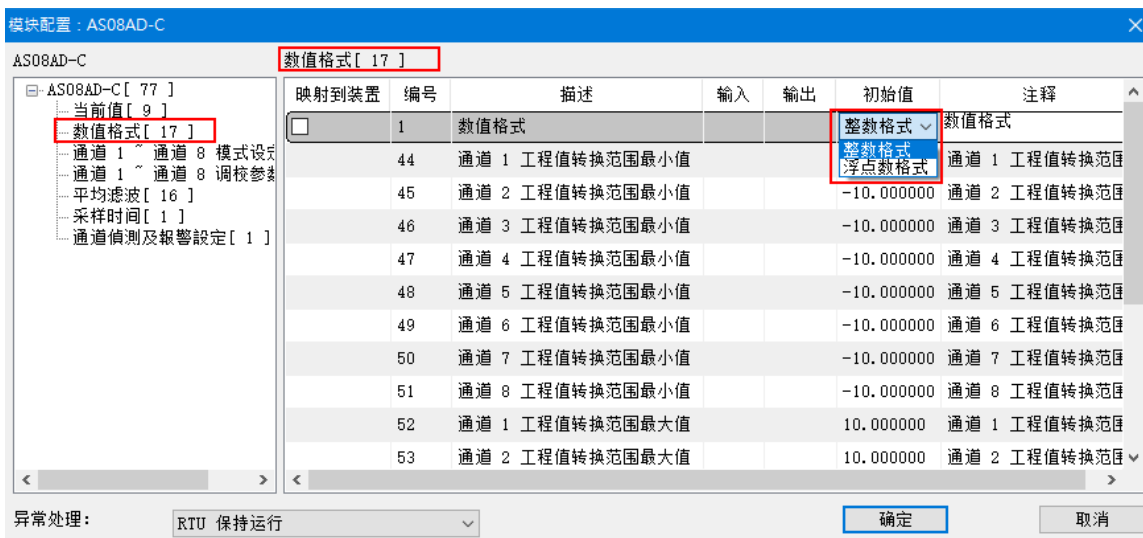 模块配置：AS08AD-C
AS08AD-C
数值格式[ 17 ]
AS08AD-C[ 77 ]
当前值[ 9 ]
数值格式[ 17 ]
通道 1 ~ 通道 8 模式设定
通道 1 ~ 通道 8 调校参数
平均滤波[ 16 ]
采样时间[ 1 ]
通道偵測及報警設定[ 1 ]
映射到装置 编号 描述 输入 输出 初始值 注释
1 数值格式 整数格式 数值格式
整数格式
浮点数格式
44 通道 1 工程值转换范围最小值 通道 1 工程值转换范围
45 通道 2 工程值转换范围最小值 -10.000000 通道 2 工程值转换范围
46 通道 3 工程值转换范围最小值 -10.000000 通道 3 工程值转换范围
47 通道 4 工程值转换范围最小值 -10.000000 通道 4 工程值转换范围
48 通道 5 工程值转换范围最小值 -10.000000 通道 5 工程值转换范围
49 通道 6 工程值转换范围最小值 -10.000000 通道 6 工程值转换范围
50 通道 7 工程值转换范围最小值 -10.000000 通道 7 工程值转换范围
51 通道 8 工程值转换范围最小值 -10.000000 通道 8 工程值转换范围
52 通道 1 工程值转换范围最大值 10.000000 通道 1 工程值转换范围
53 通道 2 工程值转换范围最大值 10.000000 通道 2 工程值转换范围
异常处理： RTU 保持运行 确定 取消